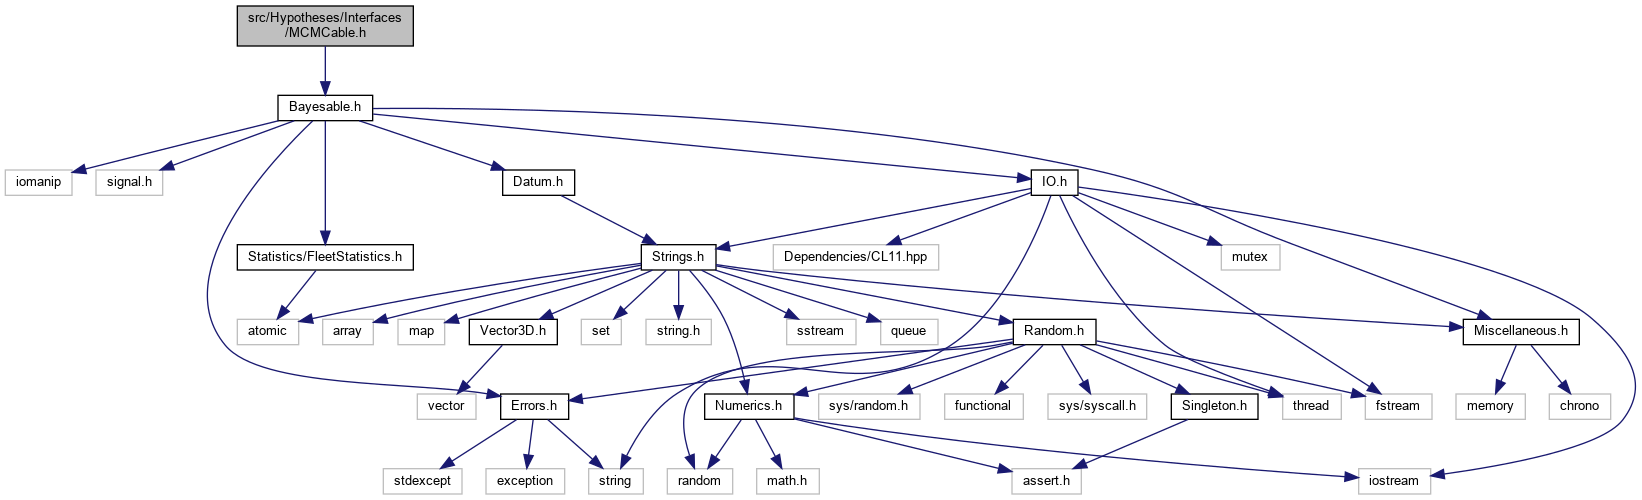 src/Hypotheses/Interfaces
/MCMCable.h
Bayesable.h
iomanip
signal.h
Datum.h
IO.h
Statistics/FleetStatistics.h
Strings.h
Dependencies/CL11.hpp
mutex
atomic
array
map
Vector3D.h
set
string.h
sstream
queue
Random.h
Miscellaneous.h
vector
Errors.h
Numerics.h
sys/random.h
functional
sys/syscall.h
Singleton.h
thread
fstream
memory
chrono
stdexcept
exception
string
random
math.h
assert.h
iostream